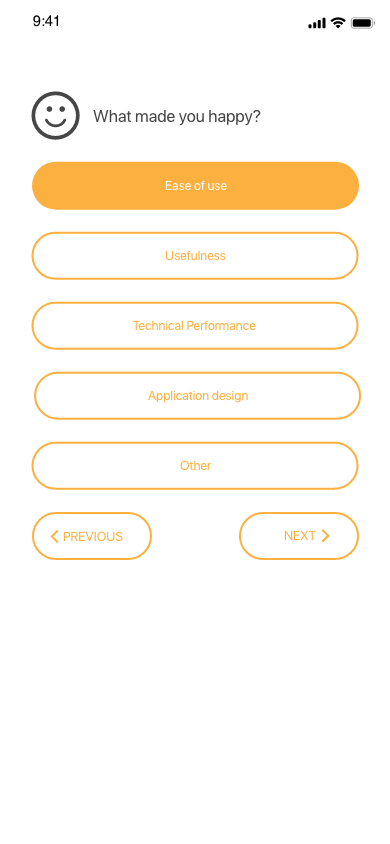 9:41
What made you happy?
Ease of use
Usefulness
Technical Performance
Application design
Other
PREVIOUS
NEXT